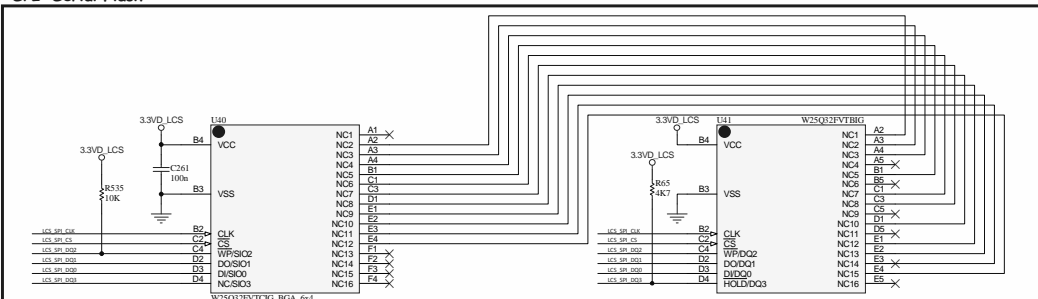 SPI Serial Flash
3.3VD_LCS
U40
B4 VCC
3.3VD_LCS
C261
100n
R535
10K
B3 VSS
LCS_SPI_CLK B2 CLK
LCS_SPI_CS C2 CS
LCS_SPI_DQ2 C4 WP/SIO2
LCS_SPI_DQ1 D2 DO/SIO1
LCS_SPI_DQ0 D3 DI/SIO0
LCS_SPI_DQ3 D4 NC/SIO3
NC1 A1
NC2 A2
NC3 A3
NC4 A4
NC5 B1
NC6 C1
NC7 C3
NC8 D1
NC9 E1
NC10 E2
NC11 E3
NC12 E4
NC13 F1
NC14 F2
NC15 F3
NC16 F4
W25Q32FVTCIG_BGA_6x4
3.3VD_LCS
U41 W25Q32FVTBIG
B4 VCC
3.3VD_LCS
R65
4K7
B3 VSS
LCS_SPI_CLK B2 CLK
LCS_SPI_CS C2 CS
LCS_SPI_DQ2 C4 WP/DQ2
LCS_SPI_DQ1 D2 DO/DQ1
LCS_SPI_DQ0 D3 DI/DQ0
LCS_SPI_DQ3 D4 HOLD/DQ3
NC1 A2
NC2 A3
NC3 A4
NC4 A5
NC5 B1
NC6 B5
NC7 C1
NC8 C3
NC9 C5
NC10 D1
NC11 D5
NC12 E1
NC13 E2
NC14 E3
NC15 E4
NC16 E5